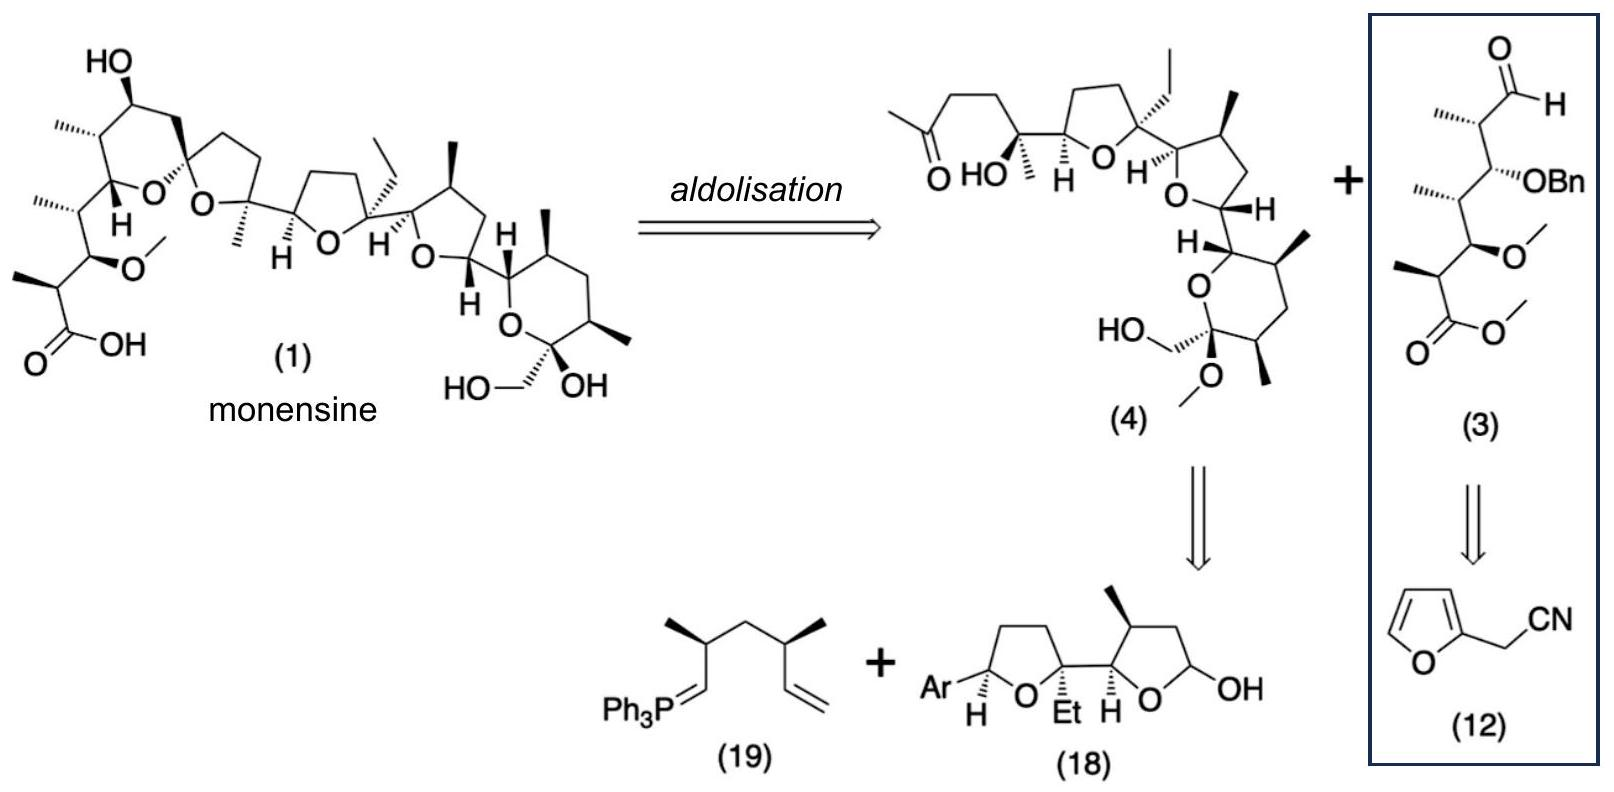 HO
O
O
H
O
OH
O
(1)
monensine
O
H
O
H
O
H
H
O
HO
OH
aldolisation
O
HO
H
O
H
O
H
H
O
HO
O
(4)
+
O
H
OBn
O
O
O
(3)
Ph3P
(19)
+
Ar
H
O
Et
H
O
OH
(18)
O
CN
(12)